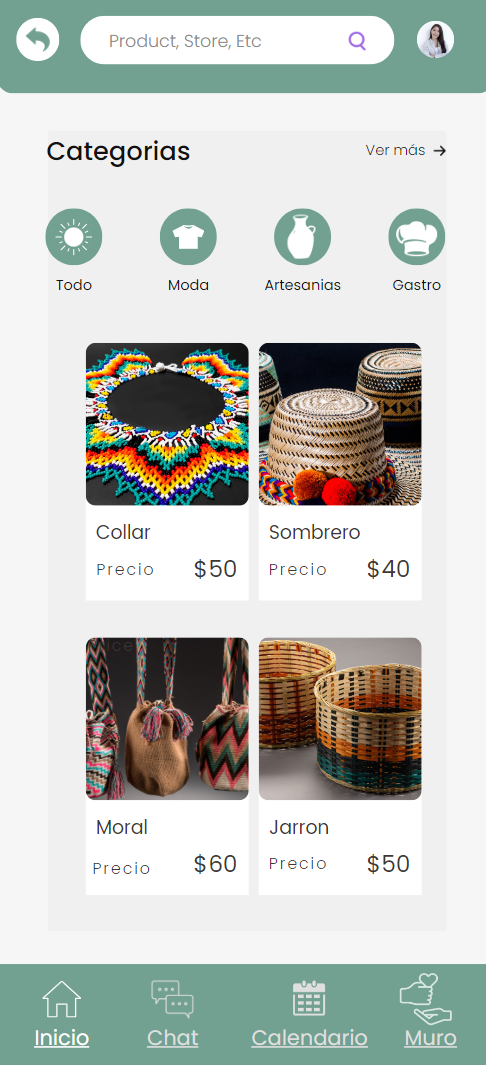 Product, Store, Etc
Categorias
Ver más
Todo
Moda
Artesanias
Gastro
Collar
Precio
$50
Sombrero
Precio
$40
Moral
Precio
$60
Jarron
Precio
$50
Inicio
Chat
Calendario
Muro